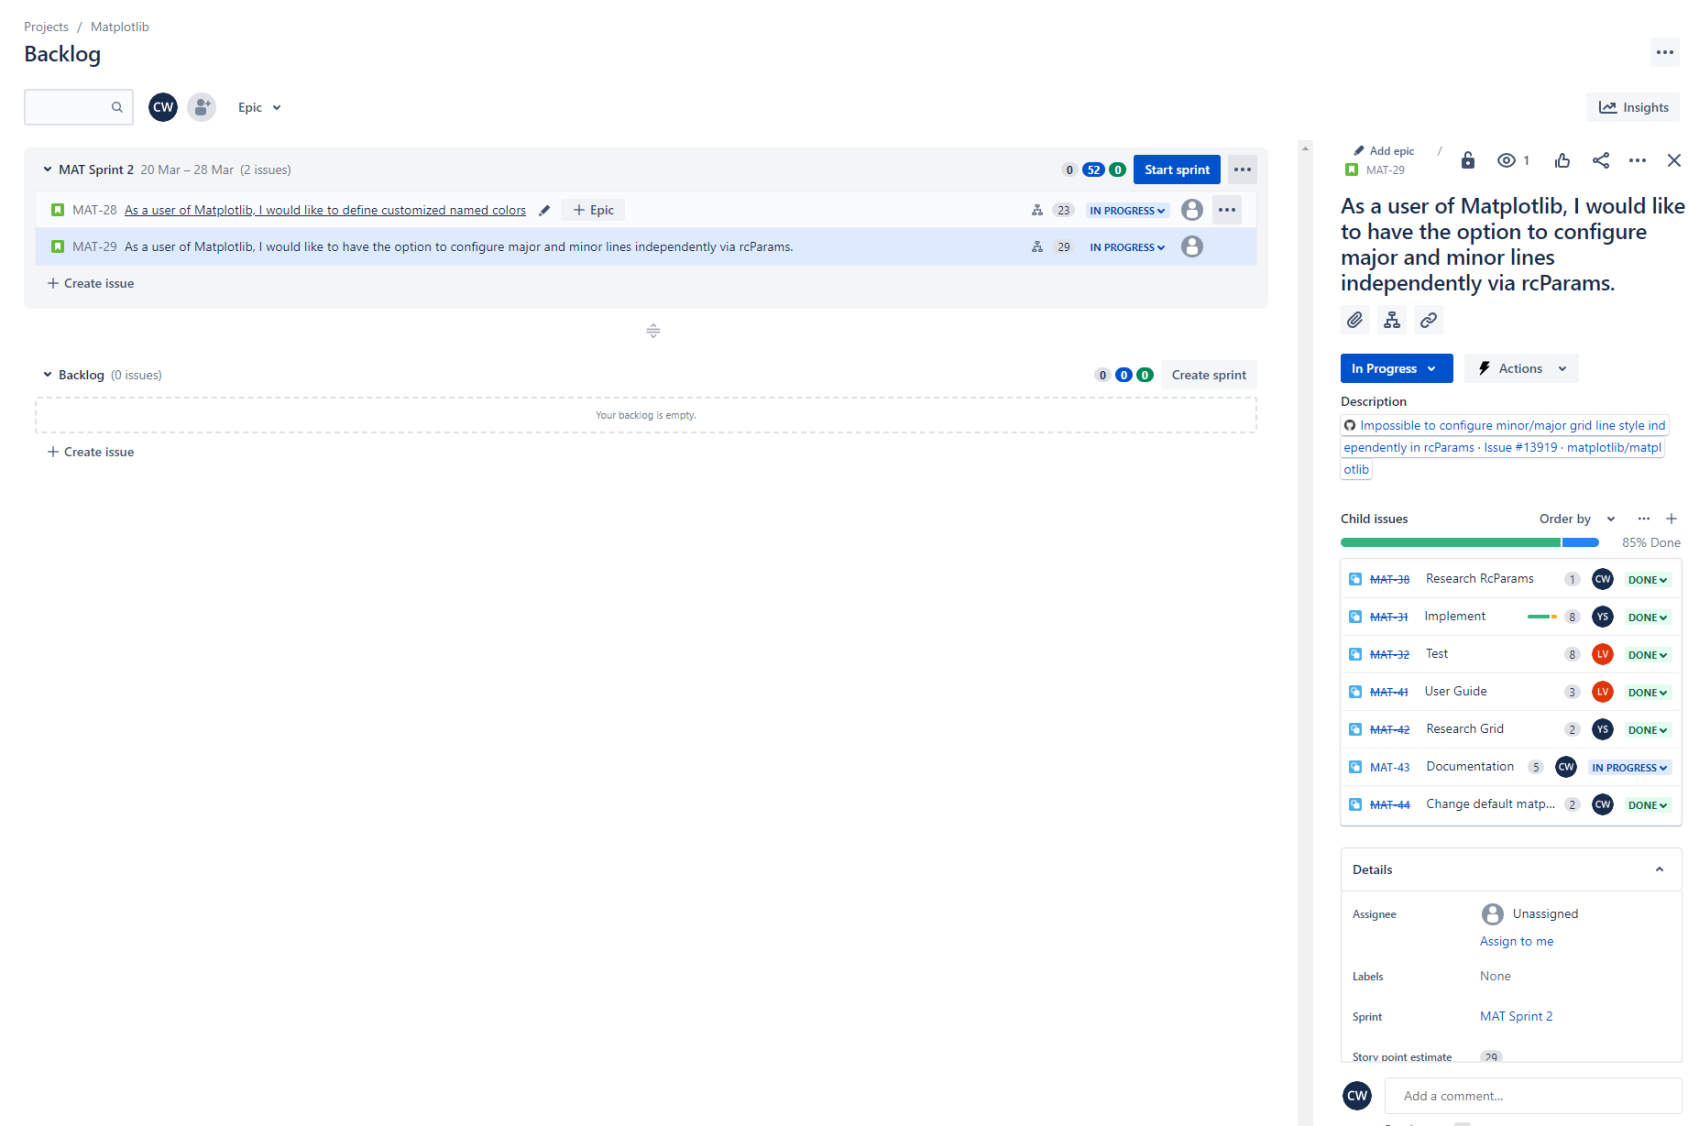 Projects / Matplotlib
Backlog
CW
Epic
Insights
MAT Sprint 2 20 Mar – 28 Mar (2 issues)
0 52 0 Start sprint
MAT-28 As a user of Matplotlib, I would like to define customized named colors + Epic 23 IN PROGRESS
MAT-29 As a user of Matplotlib, I would like to have the option to configure major and minor lines independently via rcParams. 29 IN PROGRESS
+ Create issue
Backlog (0 issues)
0 0 0 Create sprint
Your backlog is empty.
+ Create issue
Add epic /
MAT-29
1
As a user of Matplotlib, I would like
to have the option to configure
major and minor lines
independently via rcParams.
In Progress
Actions
Description
Impossible to configure minor/major grid line style ind
ependently in rcParams · Issue #13919 · matplotlib/matpl
otlib
Child issues Order by
85% Done
MAT-38 Research RcParams 1 CW DONE
MAT-31 Implement 8 YS DONE
MAT-32 Test 8 LV DONE
MAT-41 User Guide 3 LV DONE
MAT-42 Research Grid 2 YS DONE
MAT-43 Documentation 5 CW IN PROGRESS
MAT-44 Change default matp... 2 CW DONE
Details
Assignee Unassigned
Assign to me
Labels None
Sprint MAT Sprint 2
Story point estimate 29
CW Add a comment...